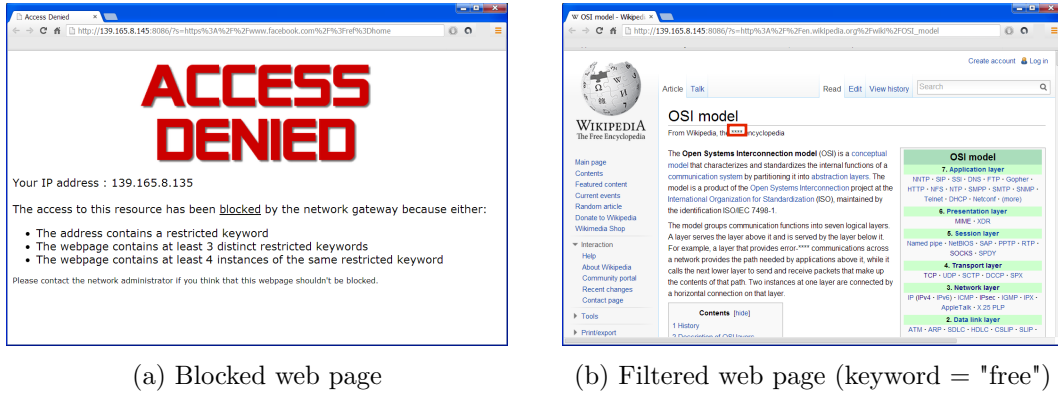 Access Denied
http://139.165.8.145:8086/?s=https%3A%2F%2Fwww.facebook.com%2F%3Fref%3Dhome
ACCESS
DENIED
Your IP address : 139.165.8.135
The access to this resource has been blocked by the network gateway because either:
The address contains a restricted keyword
The webpage contains at least 3 distinct restricted keywords
The webpage contains at least 4 instances of the same restricted keyword
Please contact the network administrator if you think that this webpage shouldn't be blocked.
(a) Blocked web page
W OSI model - Wikipedi
http://139.165.8.145:8086/?s=http%3A%2F%2Fen.wikipedia.org%2Fwiki%2FOSI_model
Create account Log in
Article Talk Read Edit View history Search
WIKIPEDIA
The Free Encyclopedia
Main page
Contents
Featured content
Current events
Random article
Donate to Wikipedia
Wikimedia Shop
Interaction
Help
About Wikipedia
Community portal
Recent changes
Contact page
Tools
Print/export
OSI model
From Wikipedia, the **** encyclopedia
The Open Systems Interconnection model (OSI) is a conceptual
model that characterizes and standardizes the internal functions of a
communication system by partitioning it into abstraction layers. The
model is a product of the Open Systems Interconnection project at the
International Organization for Standardization (ISO), maintained by
the identification ISO/IEC 7498-1.
The model groups communication functions into seven logical layers.
A layer serves the layer above it and is served by the layer below it.
For example, a layer that provides error-**** communications across
a network provides the path needed by applications above it, while it
calls the next lower layer to send and receive packets that make up
the contents of that path. Two instances at one layer are connected by
a horizontal connection on that layer.
Contents [hide]
1 History
2 Description of OSI layers
OSI model
7. Application layer
NNTP · SIP · SSI · DNS · FTP · Gopher ·
HTTP · NFS · NTP · SMPP · SMTP · SNMP ·
Telnet · DHCP · Netconf · (more)
6. Presentation layer
MIME · XDR
5. Session layer
Named pipe · NetBIOS · SAP · PPTP · RTP ·
SOCKS · SPDY
4. Transport layer
TCP · UDP · SCTP · DCCP · SPX
3. Network layer
IP (IPv4 · IPv6) · ICMP · IPsec · IGMP · IPX ·
AppleTalk · X.25 PLP
2. Data link layer
ATM · ARP · SDLC · HDLC · CSLIP · SLIP ·
(b) Filtered web page (keyword = "free")